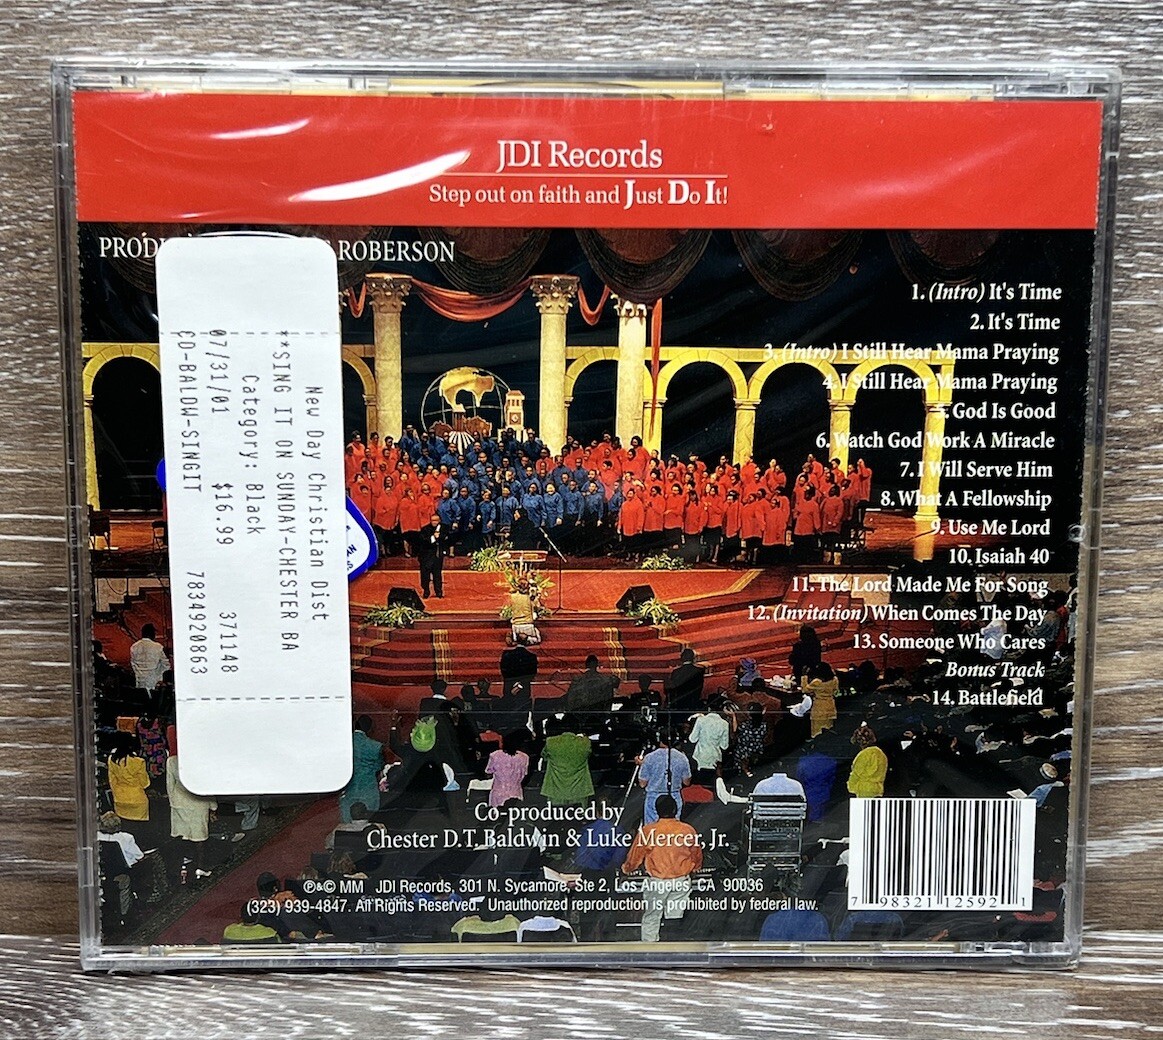 JDI Records
Step out on faith and Just Do It!
ROBERSON
1. (Intro) It's Time
2. It's Time
3. (Intro) I Still Hear Mama Praying
4. I Still Hear Mama Praying
5. God Is Good
6. Watch God Work A Miracle
7. I Will Serve Him
8. What A Fellowship
9. Use Me Lord
10. Isaiah 40
11. The Lord Made Me For Song
12. (Invitation) When Comes The Day
13. Someone Who Cares
Bonus Track
14. Battlefield
New Day Christian Dist
**SING IT ON SUNDAY-CHESTER BA
Category: Black
07/31/01 $16.99 371148
CD-BALDWI-SINGIT 7834920863
Co-produced by
Chester D.T. Baldwin & Luke Mercer, Jr.
℗&© MM JDI Records, 301 N. Sycamore, Ste 2, Los Angeles, CA 90036
(323) 939-4847. All Rights Reserved. Unauthorized reproduction is prohibited by federal law.
7 98321 12592 1